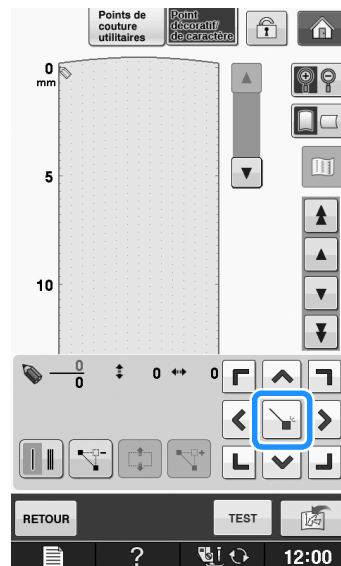 Points de
couture
utilitaires
Point
décoratif/
de caractère
0
mm
5
10
0
0
0
0
RETOUR
TEST
?
12:00